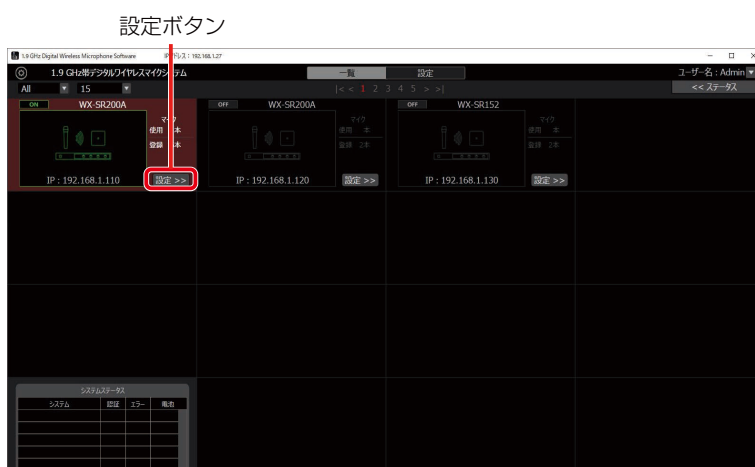 設定ボタン
1.9 GHz Digital Wireless Microphone Software IPアドレス : 192.168.1.27
1.9 GHz帯デジタルワイヤレスマイクシステム 一覧 設定 ユーザー名 : Admin
All 15 |< < 1 2 3 4 5 > >| << ステータス
ON WX-SR200A OFF WX-SR200A OFF WX-SR152
マイク マイク マイク
使用 本 使用 本 使用 本
登録 本 登録 2本 登録 2本
IP : 192.168.1.110 設定 >> IP : 192.168.1.120 設定 >> IP : 192.168.1.130 設定 >>
システムステータス
システム 認証 エラー 電池